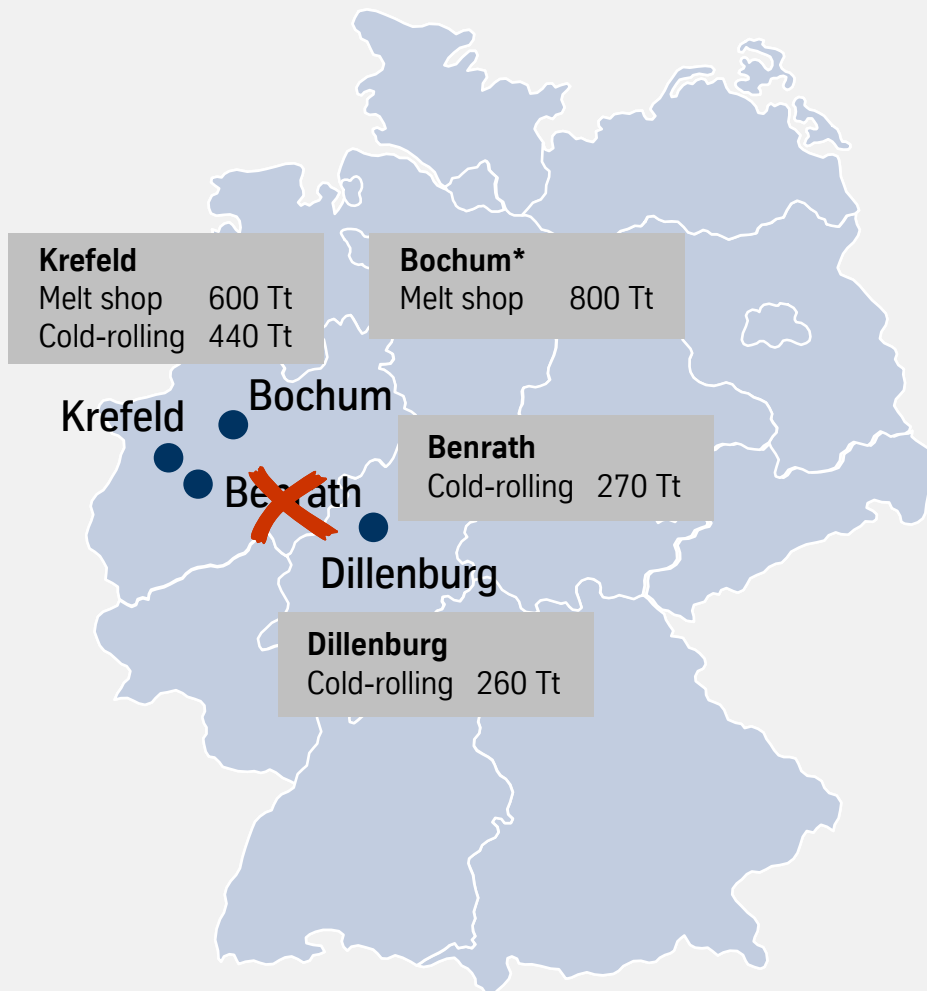 Krefeld
Melt shop 600 Tt
Cold-rolling 440 Tt
Bochum*
Melt shop 800 Tt
Bochum
Krefeld
Benrath
Cold-rolling 270 Tt
Benrath
Dillenburg
Dillenburg
Cold-rolling 260 Tt